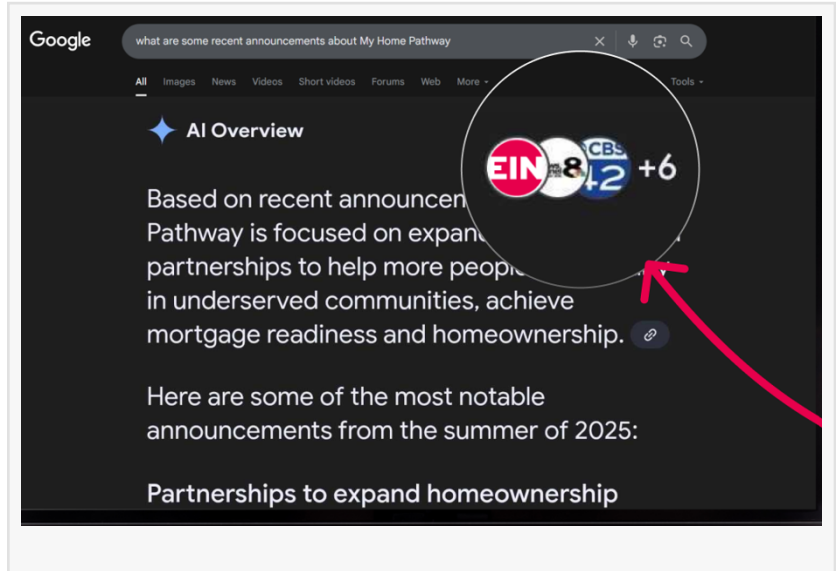 Google
what are some recent announcements about My Home Pathway
All Images News Videos Short videos Forums Web More Tools
AI Overview
EIN 8 CBS 42 +6
Based on recent announcem
Pathway is focused on expan
partnerships to help more peopl
in underserved communities, achieve
mortgage readiness and homeownership.
Here are some of the most notable
announcements from the summer of 2025:
Partnerships to expand homeownership